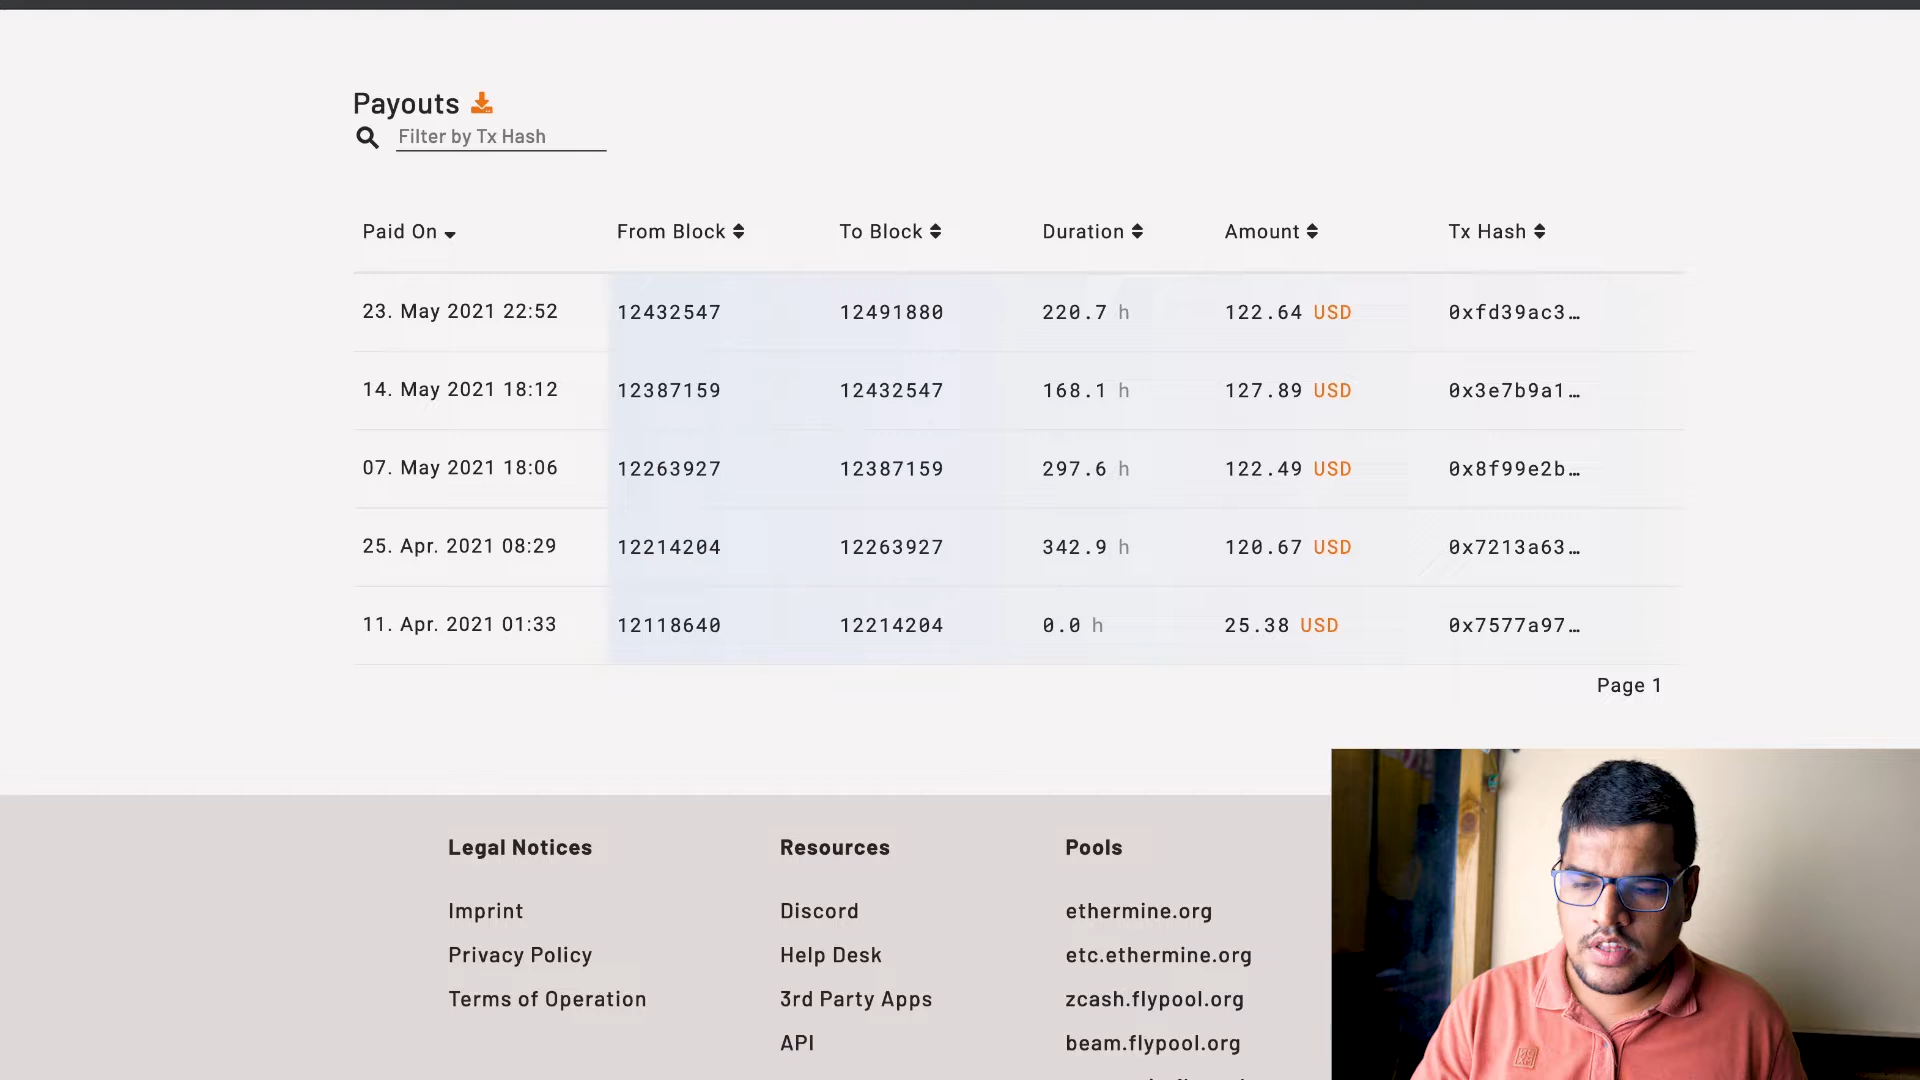 Payouts
Filter by Tx Hash
Paid On From Block To Block Duration Amount Tx Hash
23. May 2021 22:52 12432547 12491880 220.7 h 122.64 USD 0xfd39ac3…
14. May 2021 18:12 12387159 12432547 168.1 h 127.89 USD 0x3e7b9a1…
07. May 2021 18:06 12263927 12387159 297.6 h 122.49 USD 0x8f99e2b…
25. Apr. 2021 08:29 12214204 12263927 342.9 h 120.67 USD 0x7213a63…
11. Apr. 2021 01:33 12118640 12214204 0.0 h 25.38 USD 0x7577a97…
Page 1
Legal Notices Resources Pools
Imprint Discord ethermine.org
Privacy Policy Help Desk etc.ethermine.org
Terms of Operation 3rd Party Apps zcash.flypool.org
API beam.flypool.org